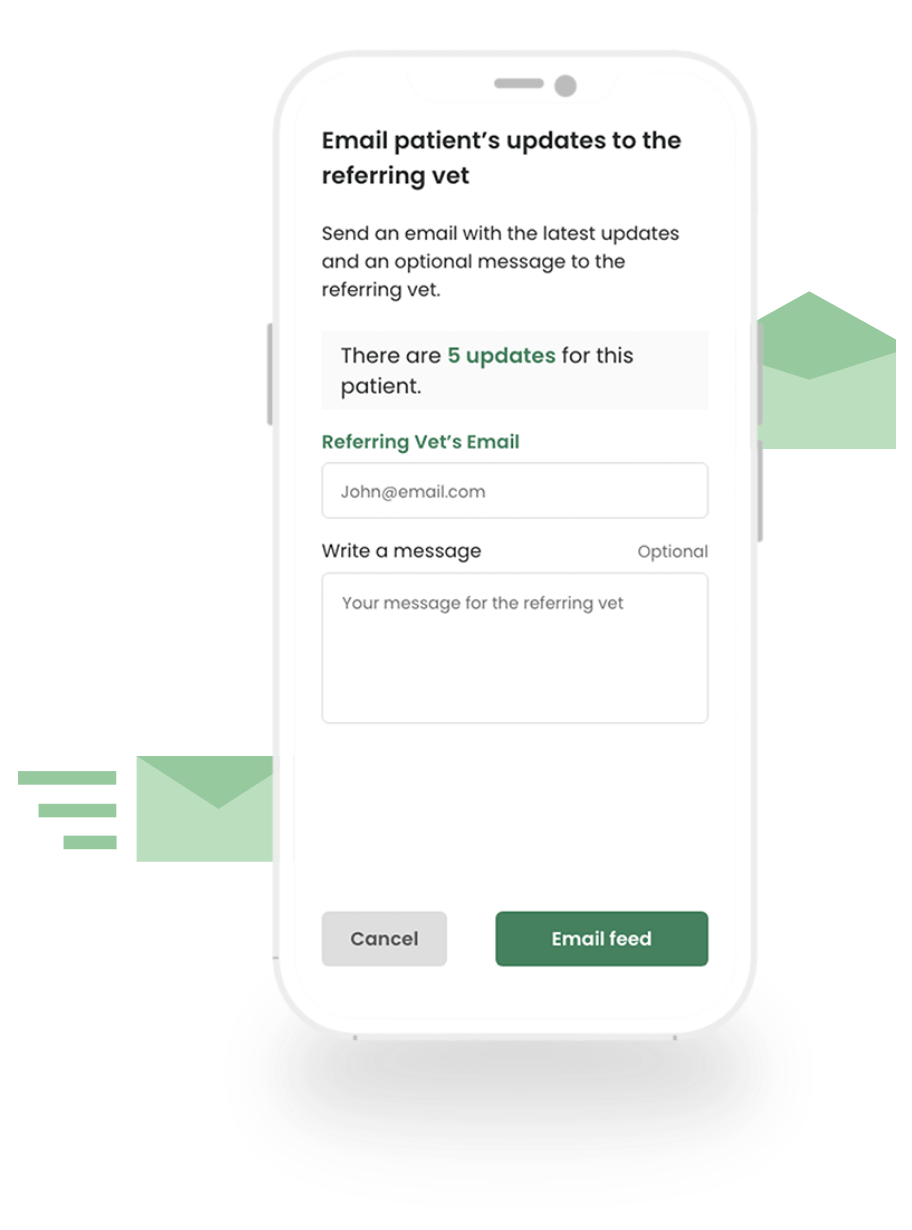 Email patient’s updates to the
referring vet
Send an email with the latest updates
and an optional message to the
referring vet.
There are 5 updates for this
patient.
Referring Vet’s Email
John@email.com
Write a message Optional
Your message for the referring vet
Cancel Email feed